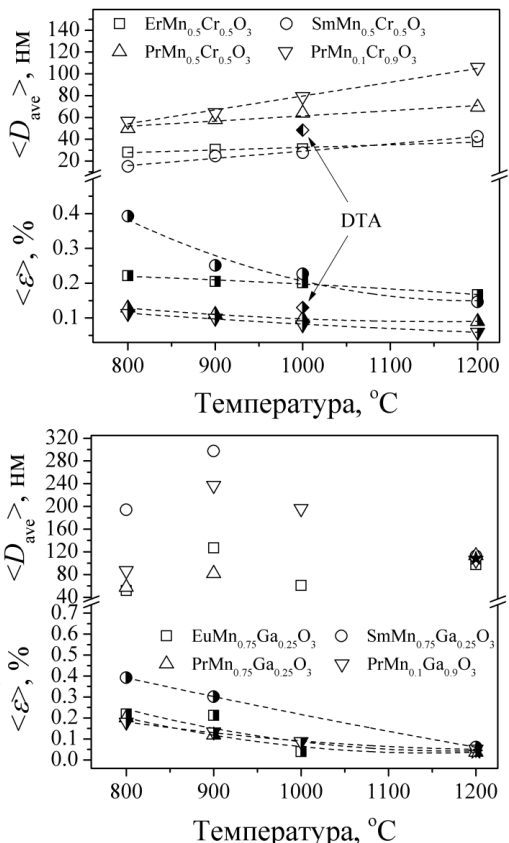 ErMn0.5Cr0.5O3 SmMn0.5Cr0.5O3
PrMn0.5Cr0.5O3 PrMn0.1Cr0.9O3
<Dave>, нм
140
120
100
80
60
40
20
<ε>, %
0.4
0.3
0.2
0.1
DTA
800 900 1000 1100 1200
Температура, °C
<Dave>, нм
320
280
240
200
160
120
80
40
<ε>, %
0.7
0.6
0.5
0.4
0.3
0.2
0.1
0.0
EuMn0.75Ga0.25O3 SmMn0.75Ga0.25O3
PrMn0.75Ga0.25O3 PrMn0.1Ga0.9O3
800 900 1000 1100 1200
Температура, °C